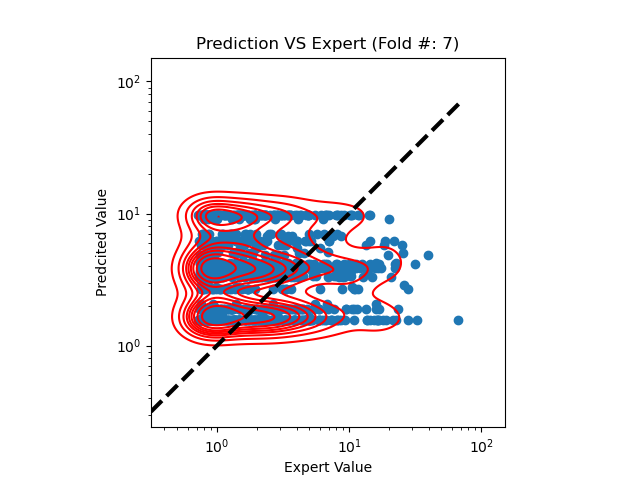 Prediction VS Expert (Fold #: 7)
10²
10¹
10⁰
Predcited Value
10⁰
10¹
10²
Expert Value